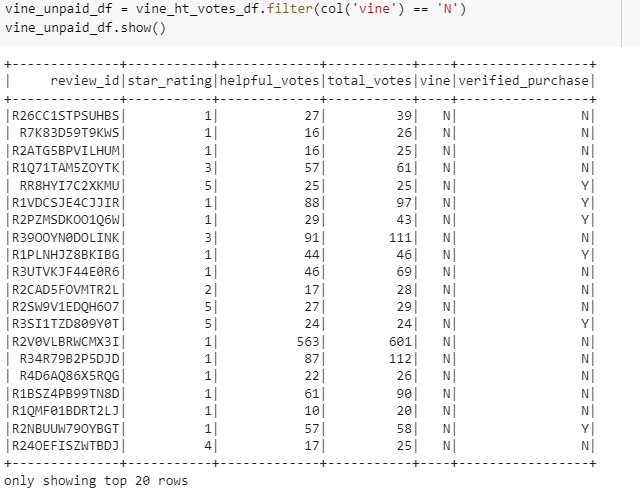 vine_unpaid_df = vine_ht_votes_df.filter(col('vine') == 'N')
vine_unpaid_df.show()
+--------------+-----------+-------------+-----------+----+-----------------+
|     review_id|star_rating|helpful_votes|total_votes|vine|verified_purchase|
+--------------+-----------+-------------+-----------+----+-----------------+
|R26CC1STPSUHBS|          1|           27|         39|   N|                N|
| R7K83D59T9KWS|          1|           16|         26|   N|                N|
|R2ATG5BPVILHUM|          1|           16|         25|   N|                N|
|R1Q71TAM5ZOYTK|          3|           57|         61|   N|                N|
| RR8HYI7C2XKMU|          5|           25|         25|   N|                Y|
|R1VDCSJE4CJJIR|          1|           88|         97|   N|                Y|
|R2PZMSDKOO1Q6W|          1|           29|         43|   N|                Y|
|R39OOYN0DOLINK|          3|           91|        111|   N|                N|
|R1PLNHJZ8BKIBG|          1|           44|         46|   N|                Y|
|R3UTVKJF44E0R6|          1|           46|         69|   N|                N|
|R2CAD5FOVMTR2L|          2|           17|         28|   N|                N|
|R2SW9V1EDQH6O7|          5|           27|         29|   N|                N|
|R3SI1TZD809Y0T|          5|           24|         24|   N|                Y|
|R2V0VLBRWCMX3I|          1|          563|        601|   N|                N|
| R34R79B2P5DJD|          1|           87|        112|   N|                N|
| R4D6AQ86X5RQG|          1|           22|         26|   N|                N|
|R1BSZ4PB99TN8D|          1|           61|         90|   N|                N|
|R1QMF01BDRT2LJ|          1|           10|         20|   N|                N|
|R2NBUUW79OYBGT|          1|           57|         58|   N|                Y|
|R24OEFISZWTBDJ|          4|           17|         25|   N|                N|
+--------------+-----------+-------------+-----------+----+-----------------+
only showing top 20 rows